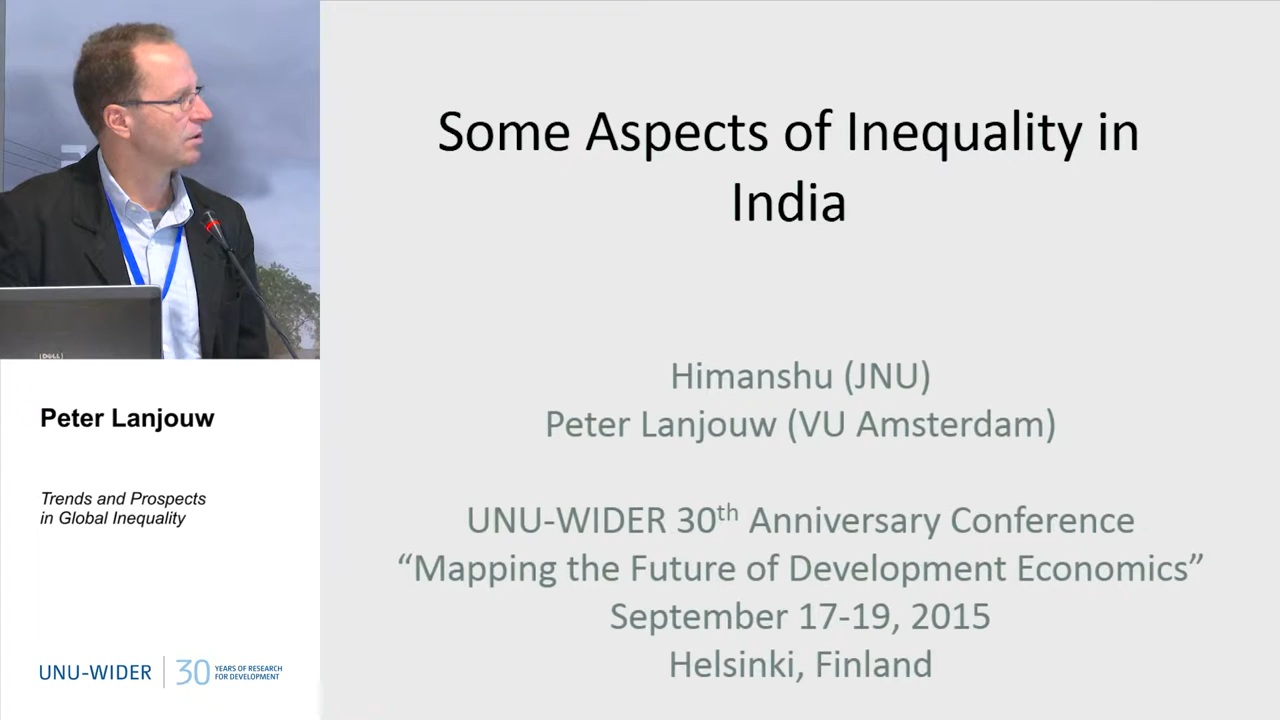 Some Aspects of Inequality in
India
Himanshu (JNU)
Peter Lanjouw (VU Amsterdam)
UNU-WIDER 30th Anniversary Conference
“Mapping the Future of Development Economics”
September 17-19, 2015
Helsinki, Finland
DELL
Peter Lanjouw
Trends and Prospects
in Global Inequality
UNU-WIDER
30 YEARS OF RESEARCH
FOR DEVELOPMENT